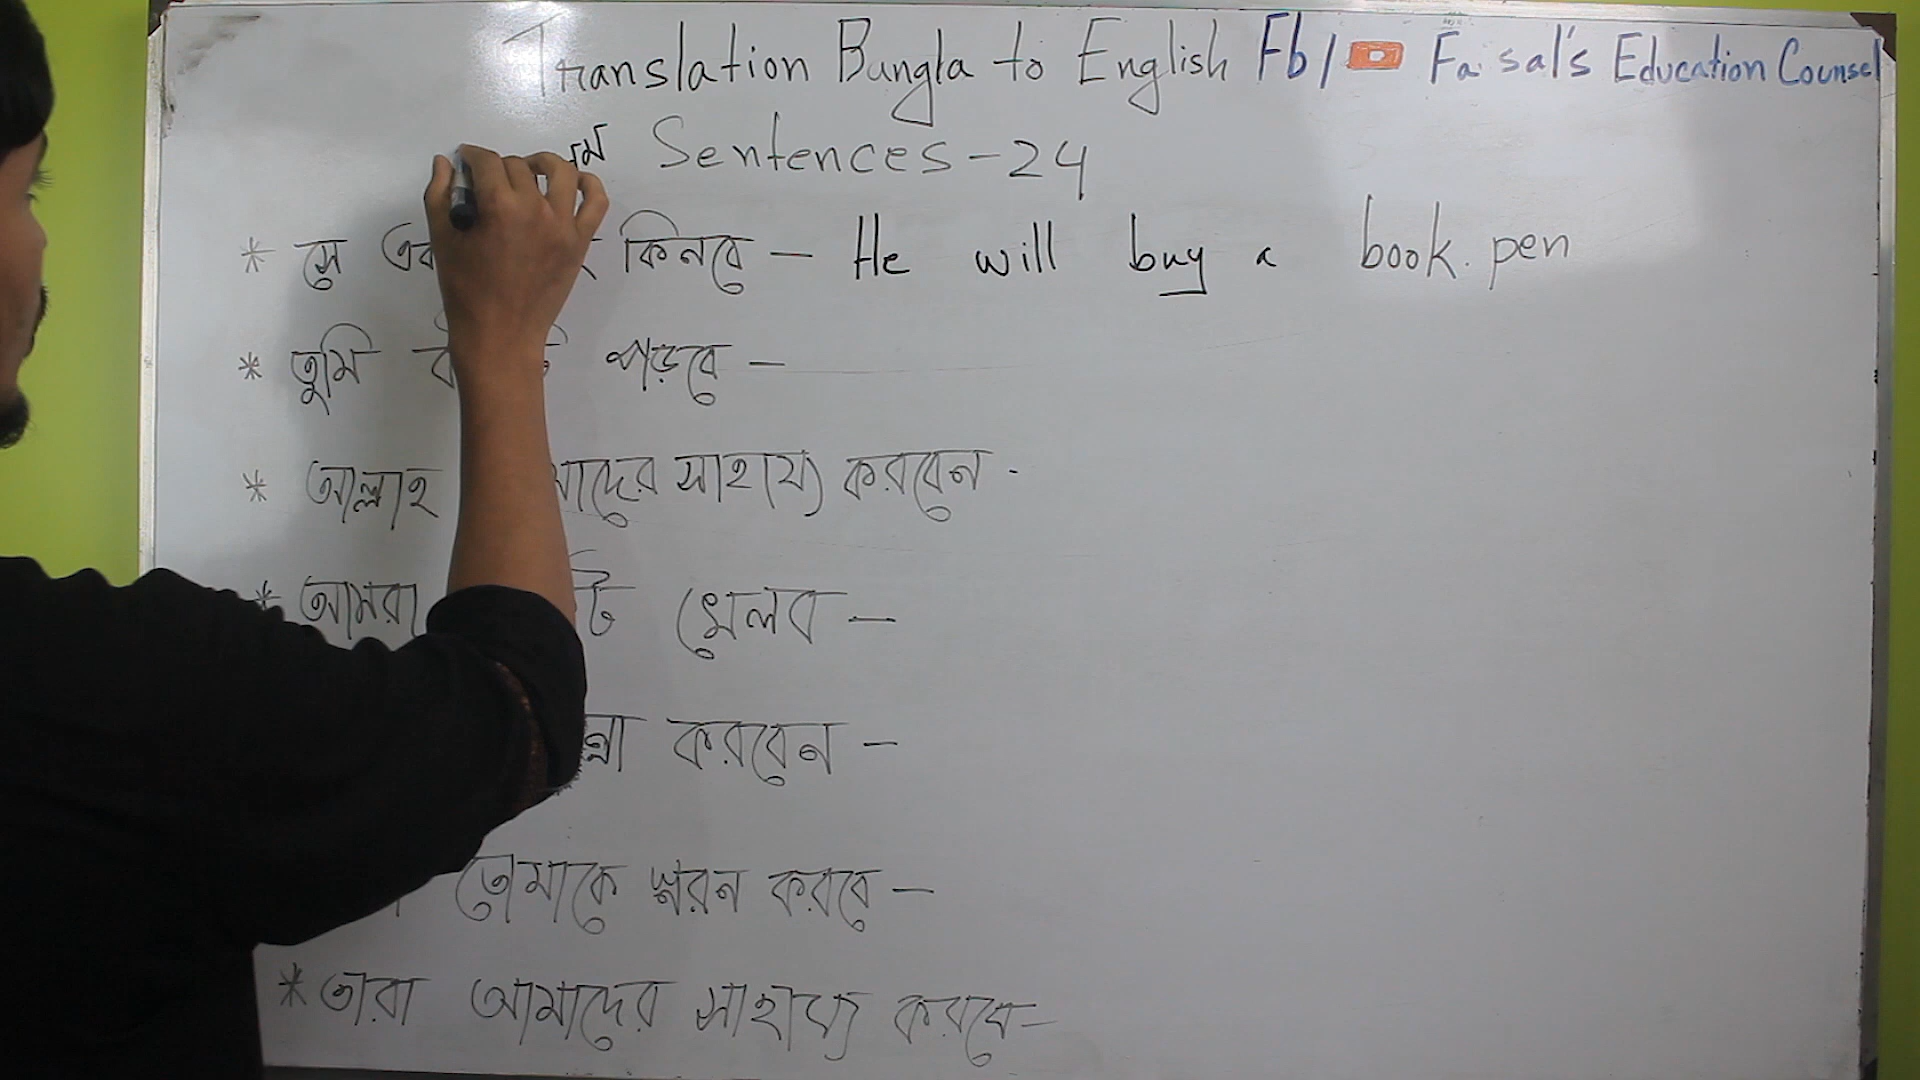 Translation Bangla to English Fb / Faisal's Education Counsel
Sentences-24
* সে কিনবে - He will buy a book. pen
* তুমি পড়বে -
* আল্লাহ সাহায্য করবেন -
* আমরা খেলব -
করবেন -
তোমাকে স্মরন করবে -
* তারা আমাদের সাহায্য করবে -